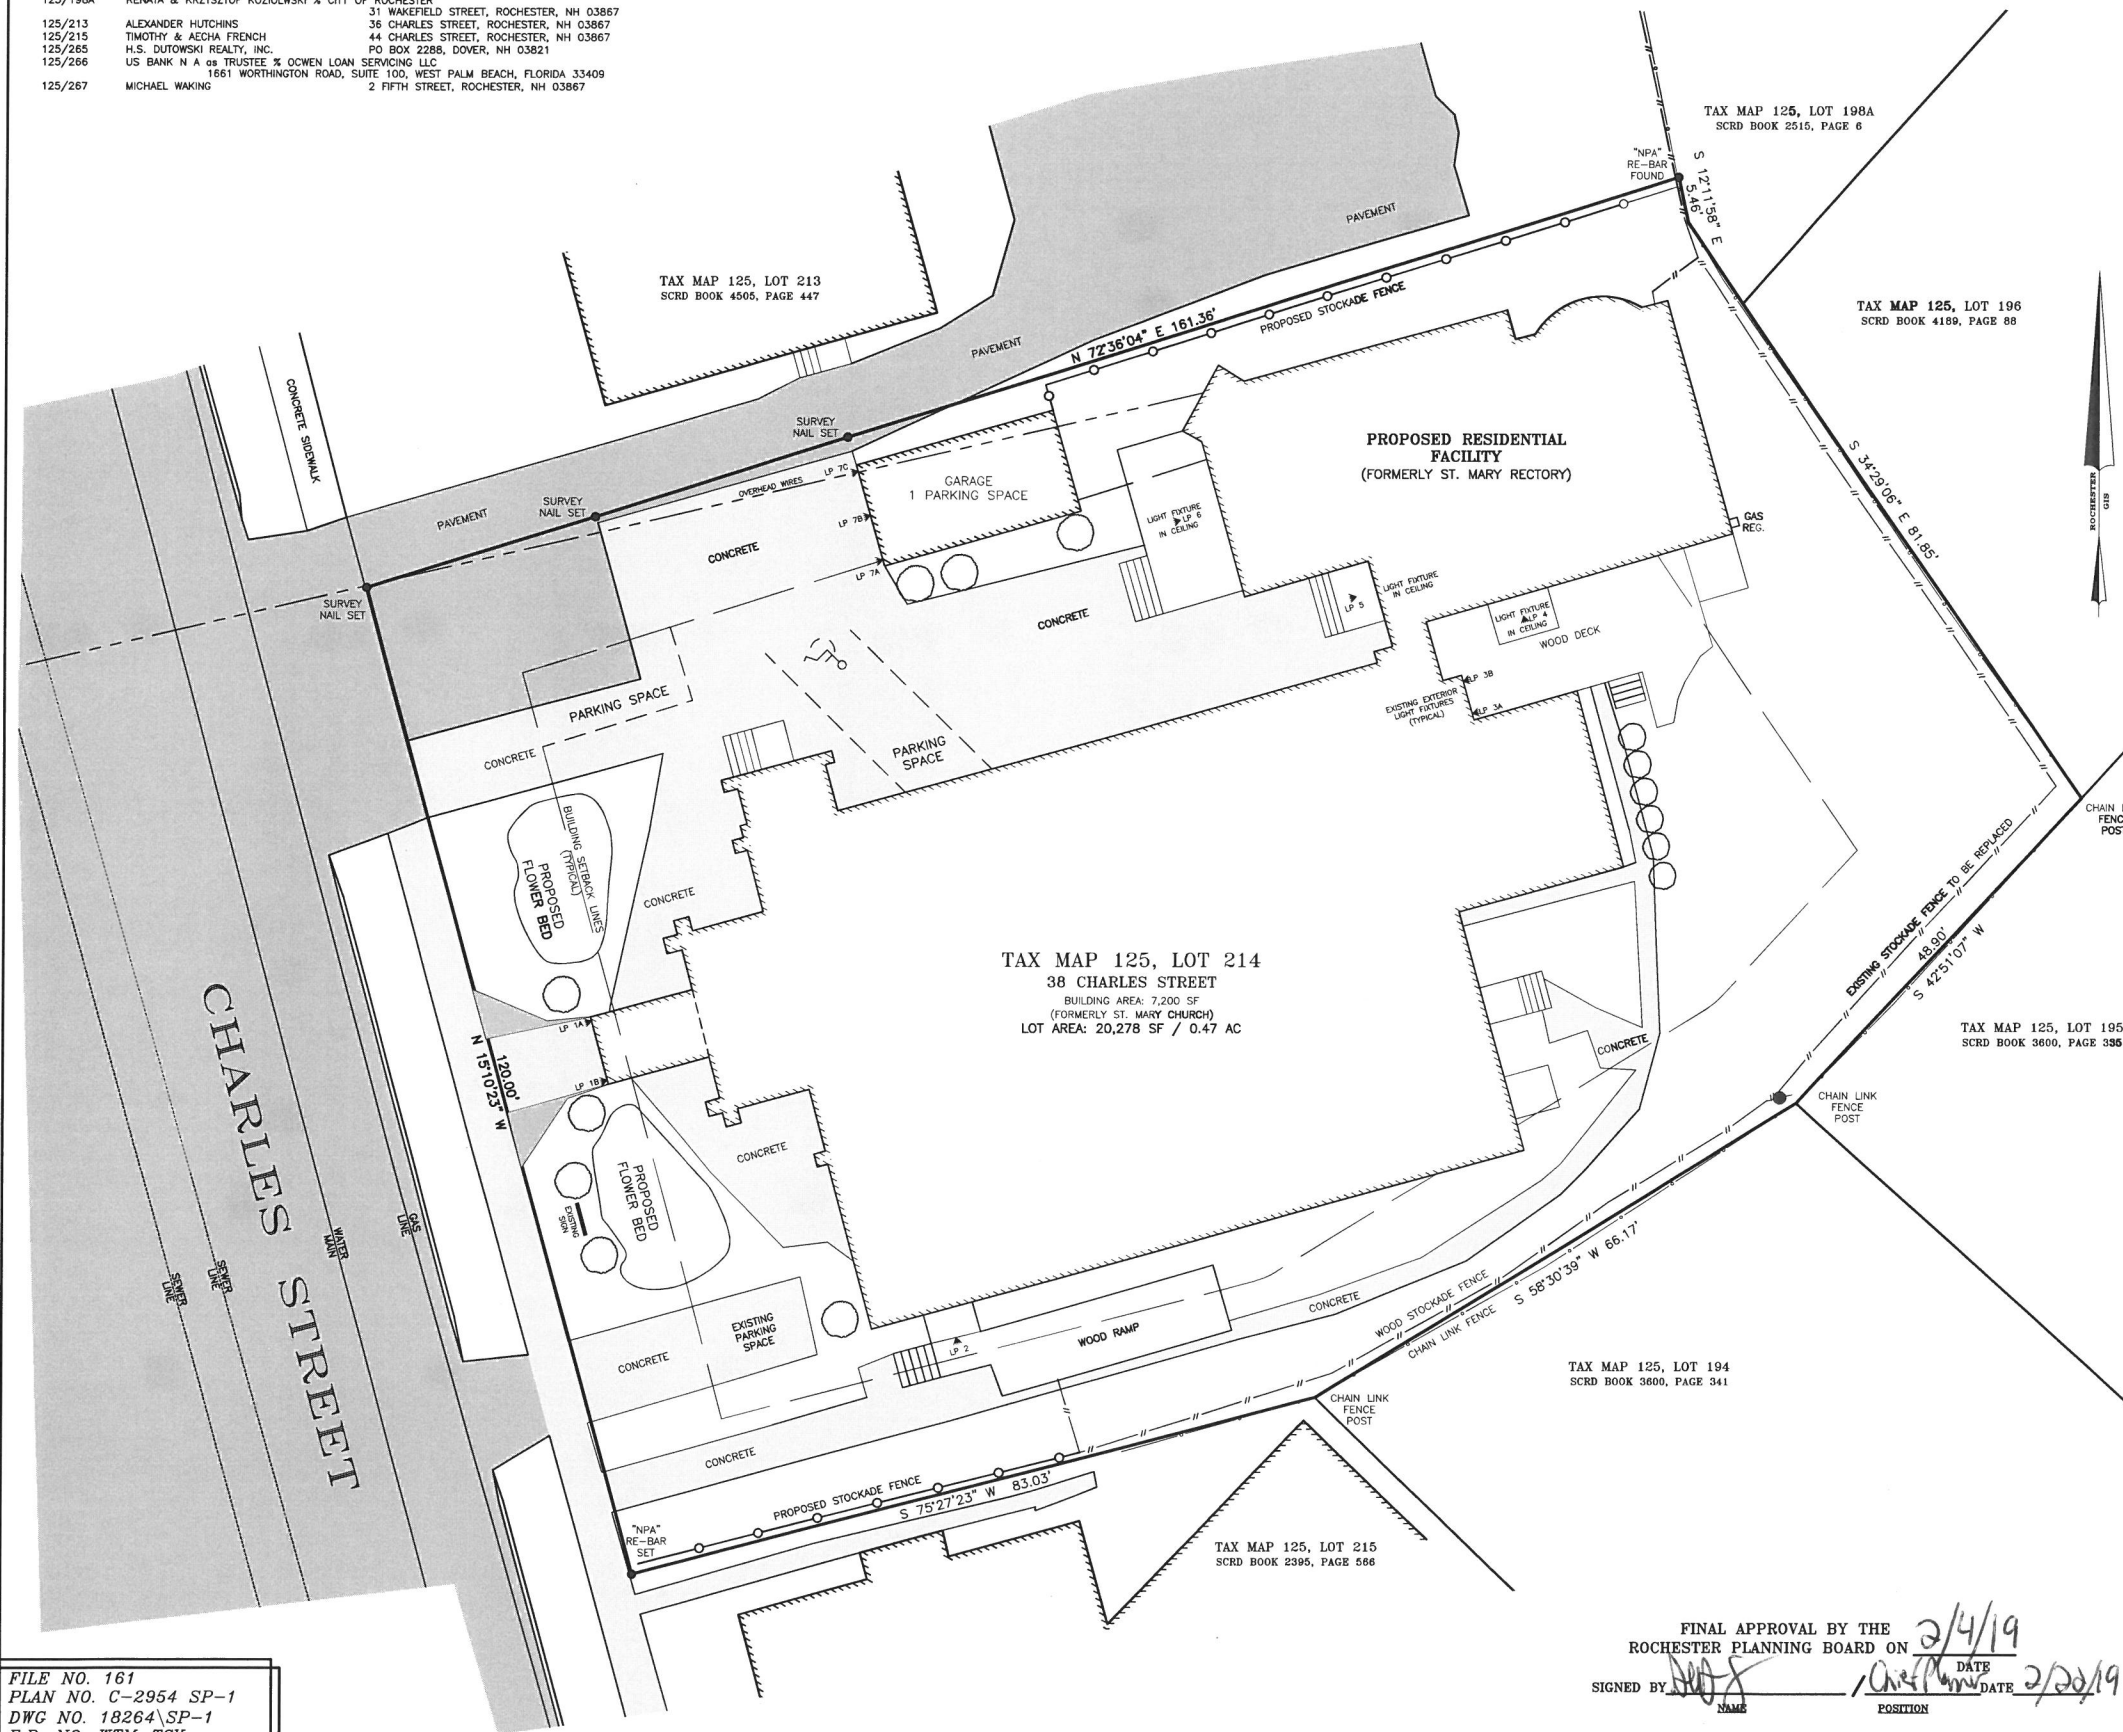 RENATA & KRZYSZTOF KOZIOLEWSKI % CITY OF ROCHESTER
31 WAKEFIELD STREET, ROCHESTER, NH 03867
125/213 ALEXANDER HUTCHINS 36 CHARLES STREET, ROCHESTER, NH 03867
125/215 TIMOTHY & AECHA FRENCH 44 CHARLES STREET, ROCHESTER, NH 03867
125/265 H.S. DUTOWSKI REALTY, INC. PO BOX 2288, DOVER, NH 03821
125/266 US BANK N A as TRUSTEE % OCWEN LOAN SERVICING LLC
1661 WORTHINGTON ROAD, SUITE 100, WEST PALM BEACH, FLORIDA 33409
125/267 MICHAEL WAKING 2 FIFTH STREET, ROCHESTER, NH 03867
TAX MAP 125, LOT 198A
SCRD BOOK 2515, PAGE 6
"NPA"
RE-BAR
FOUND
S 12°11'58" E
5.46'
PAVEMENT
TAX MAP 125, LOT 213
SCRD BOOK 4505, PAGE 447
TAX MAP 125, LOT 196
SCRD BOOK 4189, PAGE 88
N 72°36'04" E 161.36'
PROPOSED STOCKADE FENCE
PAVEMENT
CONCRETE SIDEWALK
SURVEY
NAIL SET
PROPOSED RESIDENTIAL
FACILITY
(FORMERLY ST. MARY RECTORY)
S 34°29'06" E 81.85'
ROCHESTER
GIS
LP 7C
OVERHEAD WIRES
GARAGE
1 PARKING SPACE
SURVEY
NAIL SET
PAVEMENT
LP 7B
LIGHT FIXTURE
LP 6
IN CEILING
GAS
REG.
CONCRETE
LP 7A
SURVEY
NAIL SET
LIGHT FIXTURE
IN CEILING
LP 5
CONCRETE
LIGHT FIXTURE
LP 4
IN CEILING
WOOD DECK
LP 3B
EXISTING EXTERIOR
LIGHT FIXTURES
(TYPICAL)
LP 3A
PARKING SPACE
PARKING
SPACE
CONCRETE
CHAIN
FENC
POS
BUILDING SETBACK LINES
(TYPICAL)
PROPOSED
FLOWER BED
CONCRETE
EXISTING STOCKADE FENCE TO BE REPLACED
48.90'
S 42°51'07" W
TAX MAP 125, LOT 214
38 CHARLES STREET
BUILDING AREA: 7,200 SF
(FORMERLY ST. MARY CHURCH)
LOT AREA: 20,278 SF / 0.47 AC
TAX MAP 125, LOT 195
SCRD BOOK 3600, PAGE 335
CONCRETE
LP 1A
120.00'
N 15°10'23" W
LP 1B
CHAIN LINK
FENCE
POST
CHARLES STREET
CONCRETE
PROPOSED
FLOWER BED
EXISTING
SIGN
GAS
LINE
WATER
MAIN
SEWER
LINE
SEWER
LINE
S 58°30'39" W 66.17'
WOOD STOCKADE FENCE
CHAIN LINK FENCE
CONCRETE
EXISTING
PARKING
SPACE
WOOD RAMP
LP 2
CONCRETE
TAX MAP 125, LOT 194
SCRD BOOK 3600, PAGE 341
CHAIN LINK
FENCE
POST
CONCRETE
PROPOSED STOCKADE FENCE
S 75°27'23" W 83.03'
"NPA"
RE-BAR
SET
TAX MAP 125, LOT 215
SCRD BOOK 2395, PAGE 566
FINAL APPROVAL BY THE
ROCHESTER PLANNING BOARD ON 2/4/19
DATE
SIGNED BY / Chief Planner DATE 2/22/19
NAME POSITION
FILE NO. 161
PLAN NO. C-2954 SP-1
DWG NO. 18264\SP-1